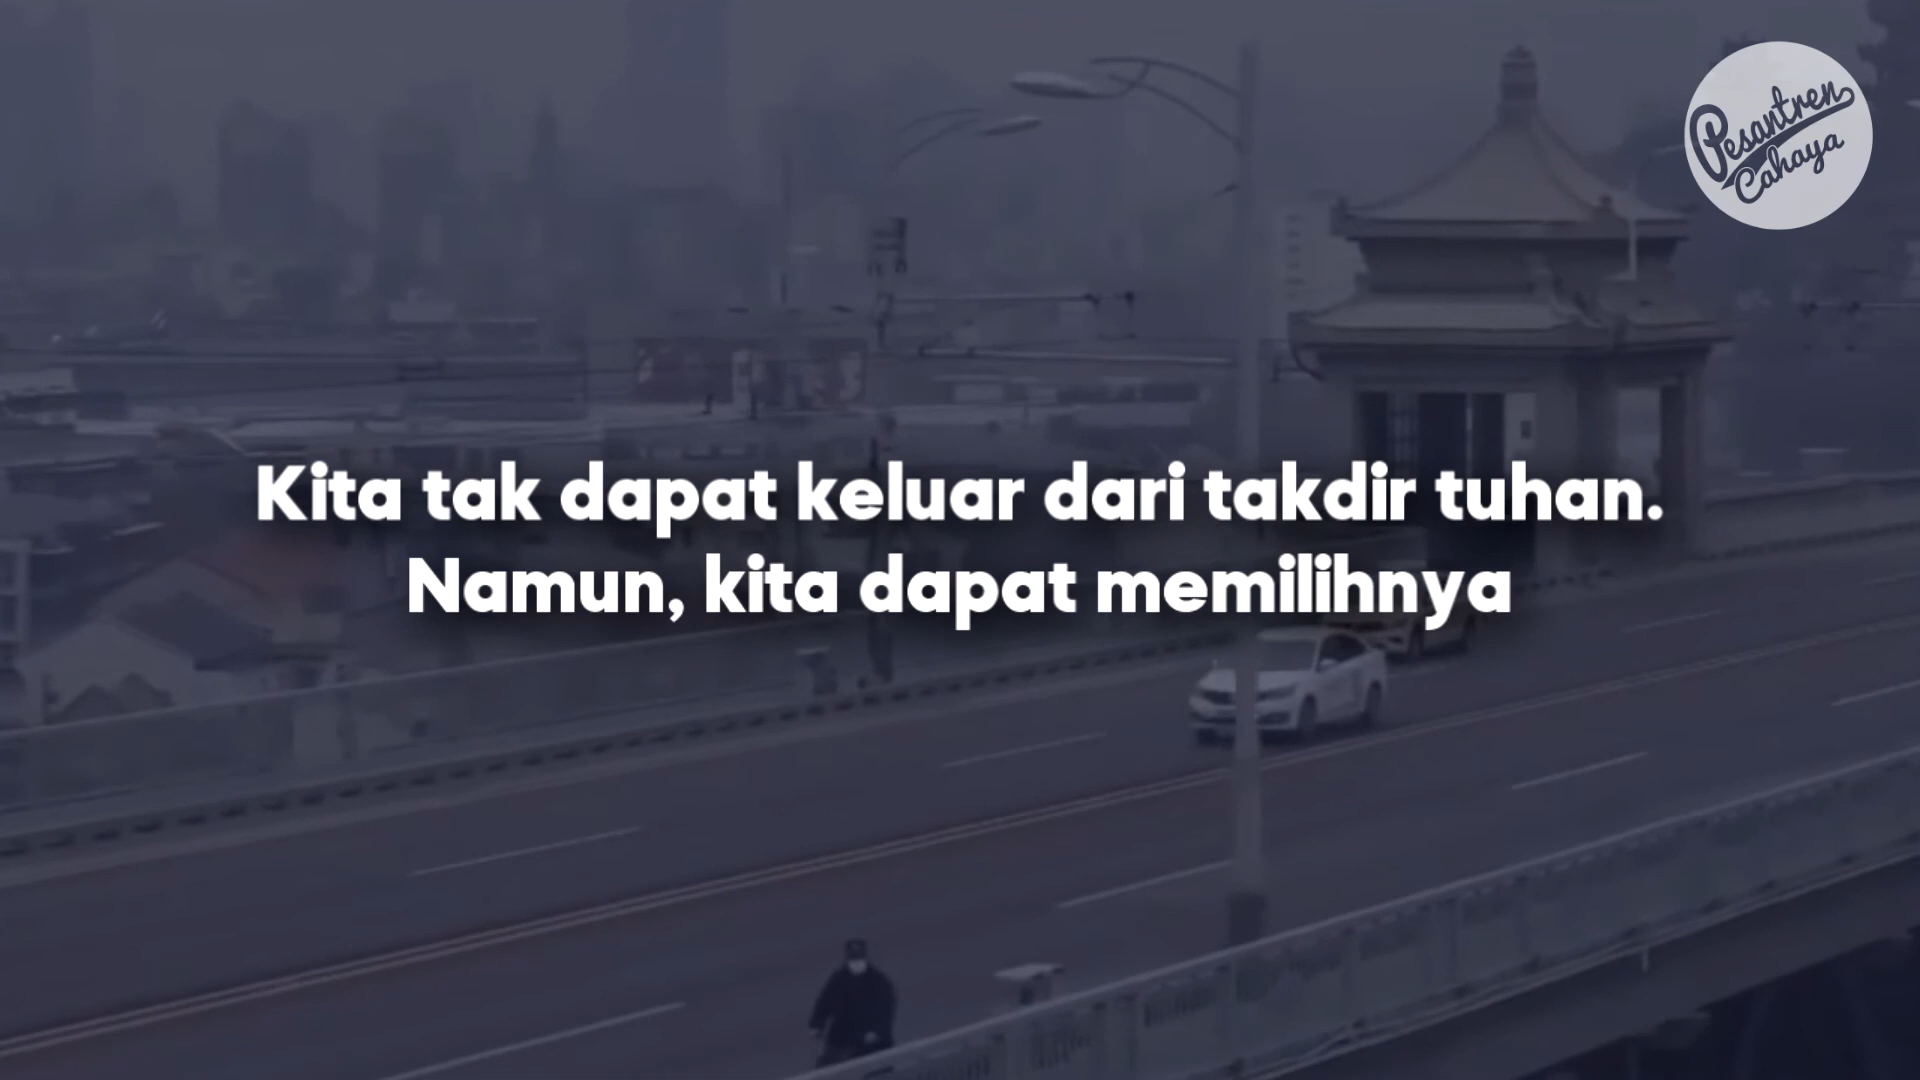 Pesantren
Cahaya
Kita tak dapat keluar dari takdir tuhan.
Namun, kita dapat memilihnya